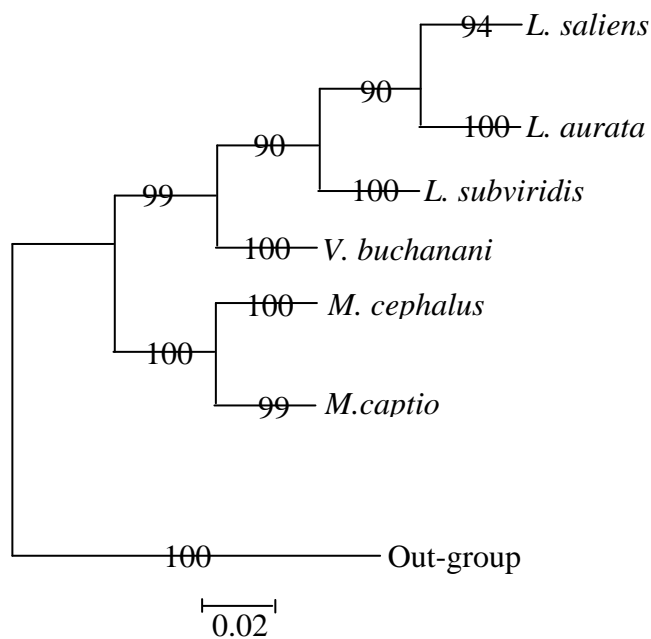 94 L. saliens
90
100 L. aurata
90
100 L. subviridis
99
100 V. buchanani
100 M. cephalus
100
99 M.captio
100 Out-group
0.02